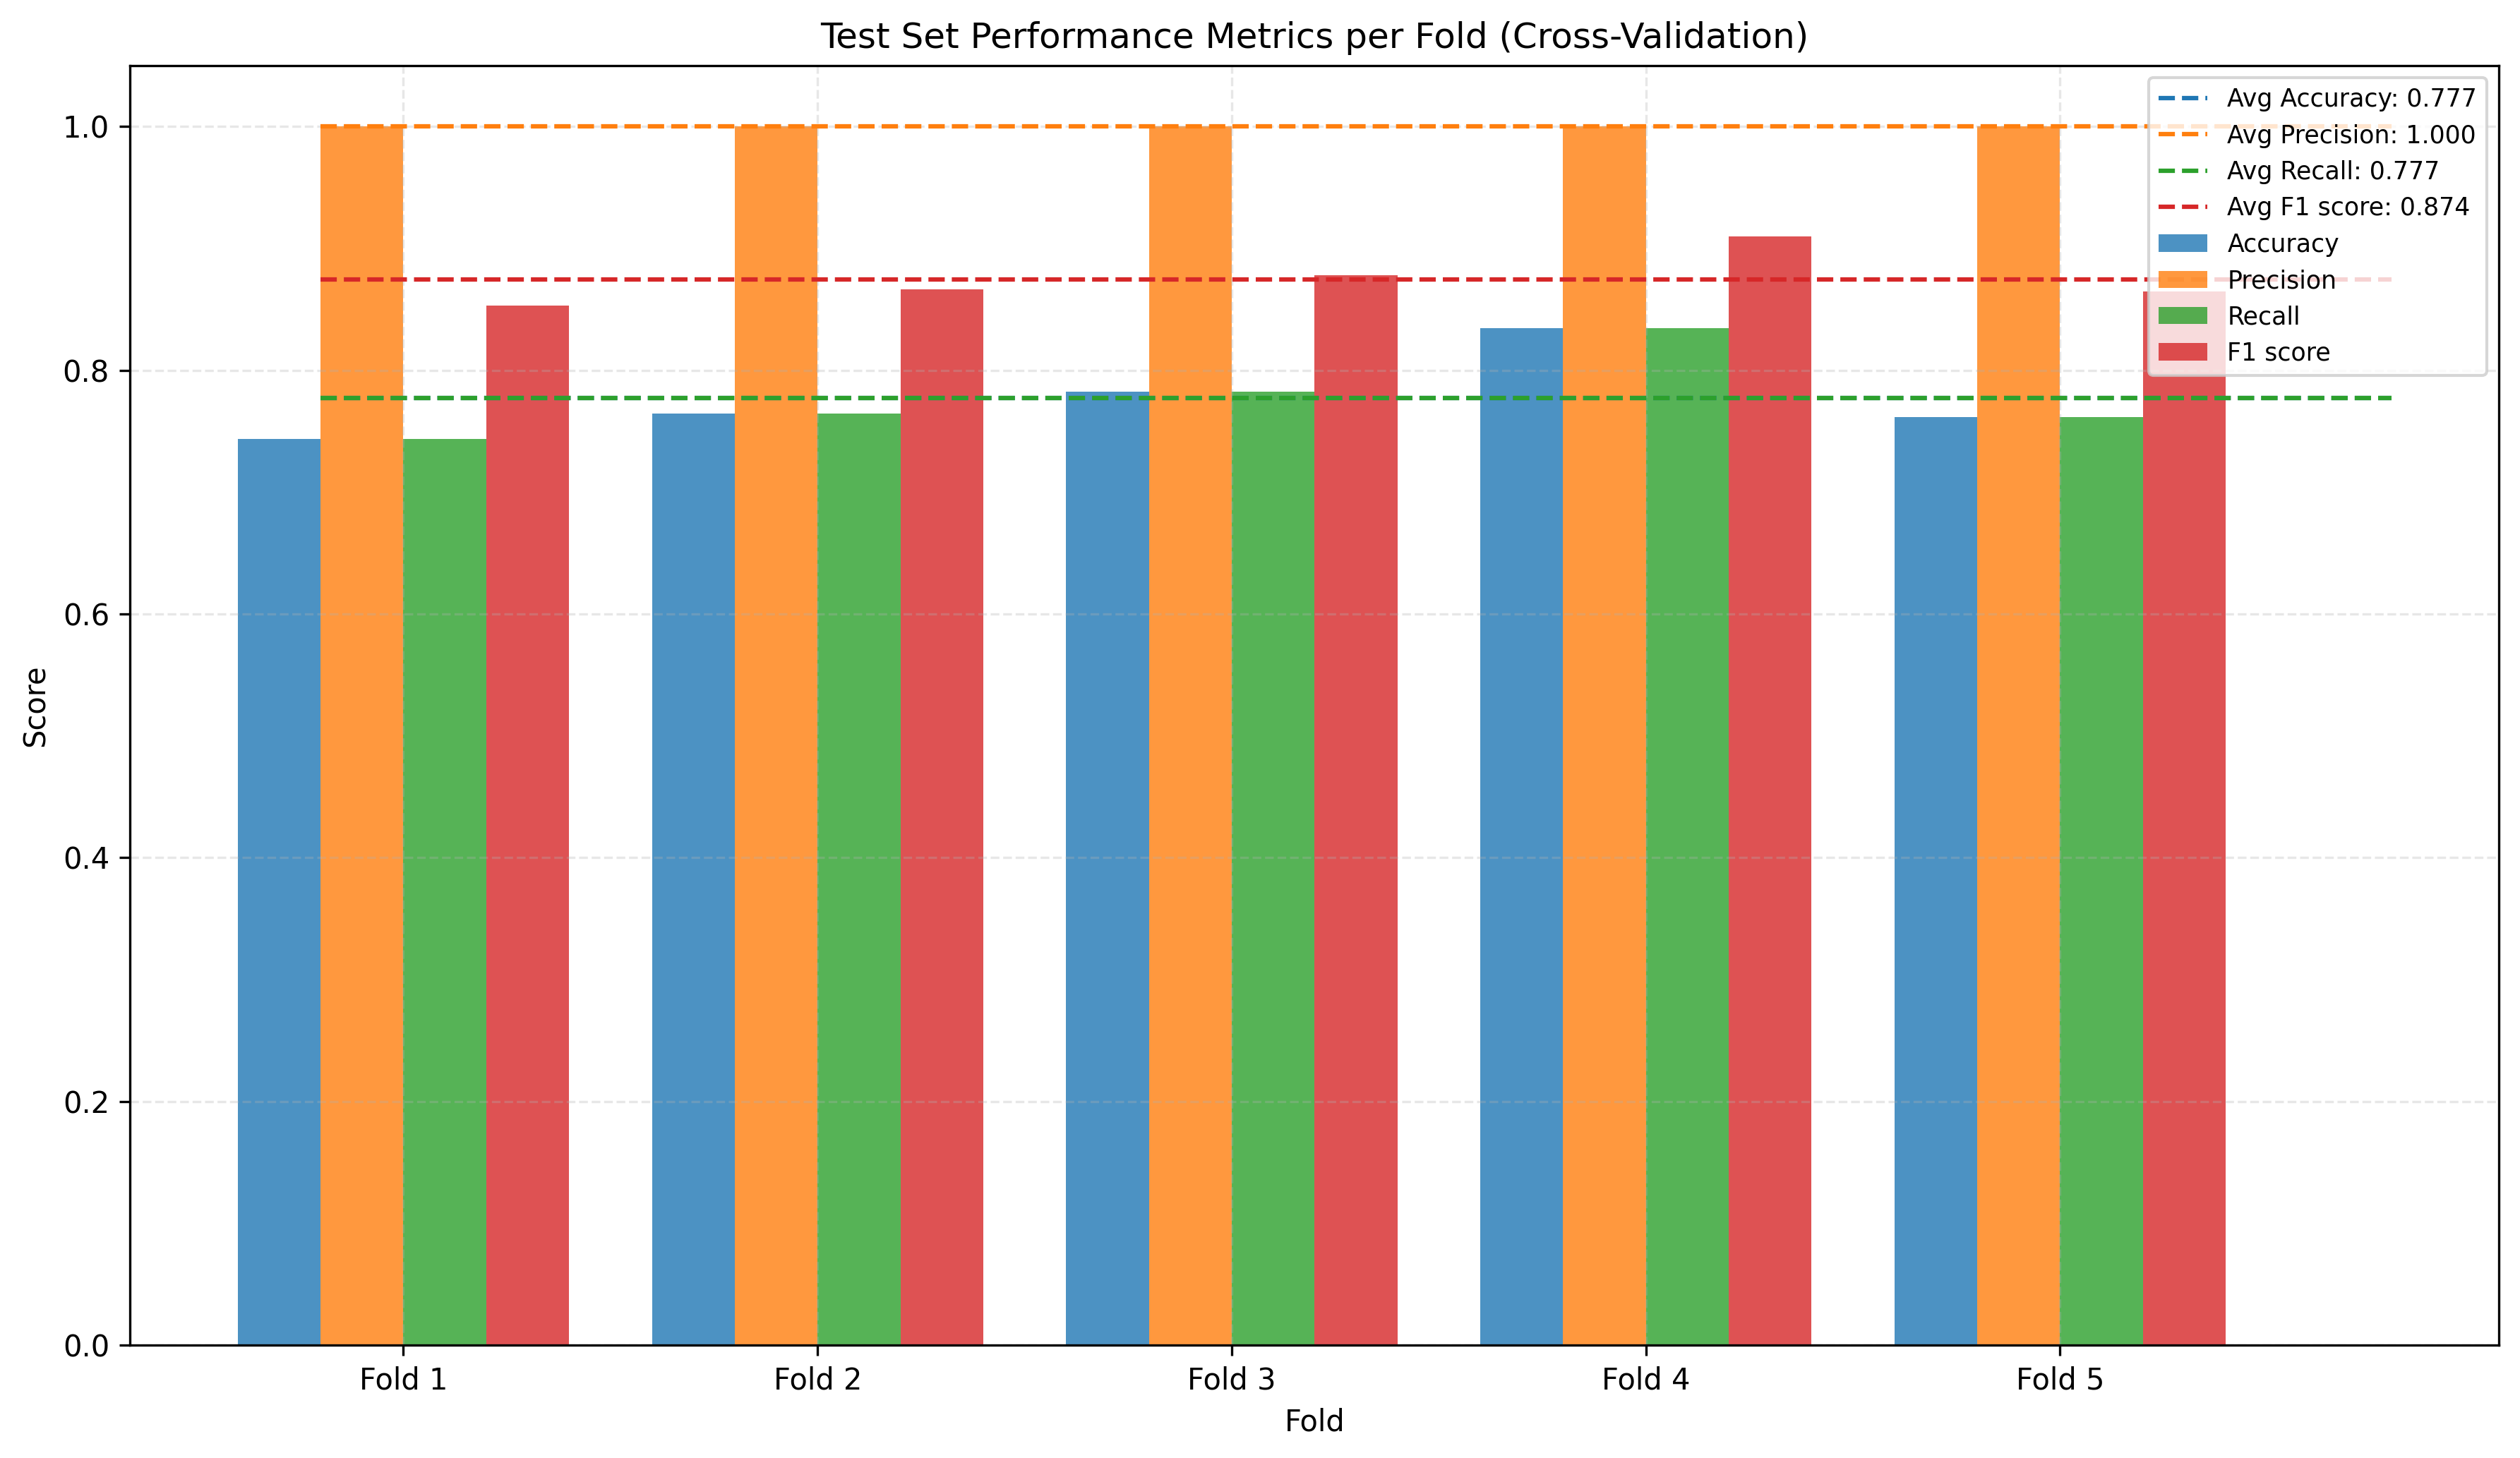 Test Set Performance Metrics per Fold (Cross-Validation)
Avg Accuracy: 0.777
Avg Precision: 1.000
Avg Recall: 0.777
Avg F1 score: 0.874
Accuracy
Precision
Recall
F1 score
Score
1.0
0.8
0.6
0.4
0.2
0.0
Fold 1
Fold 2
Fold 3
Fold 4
Fold 5
Fold